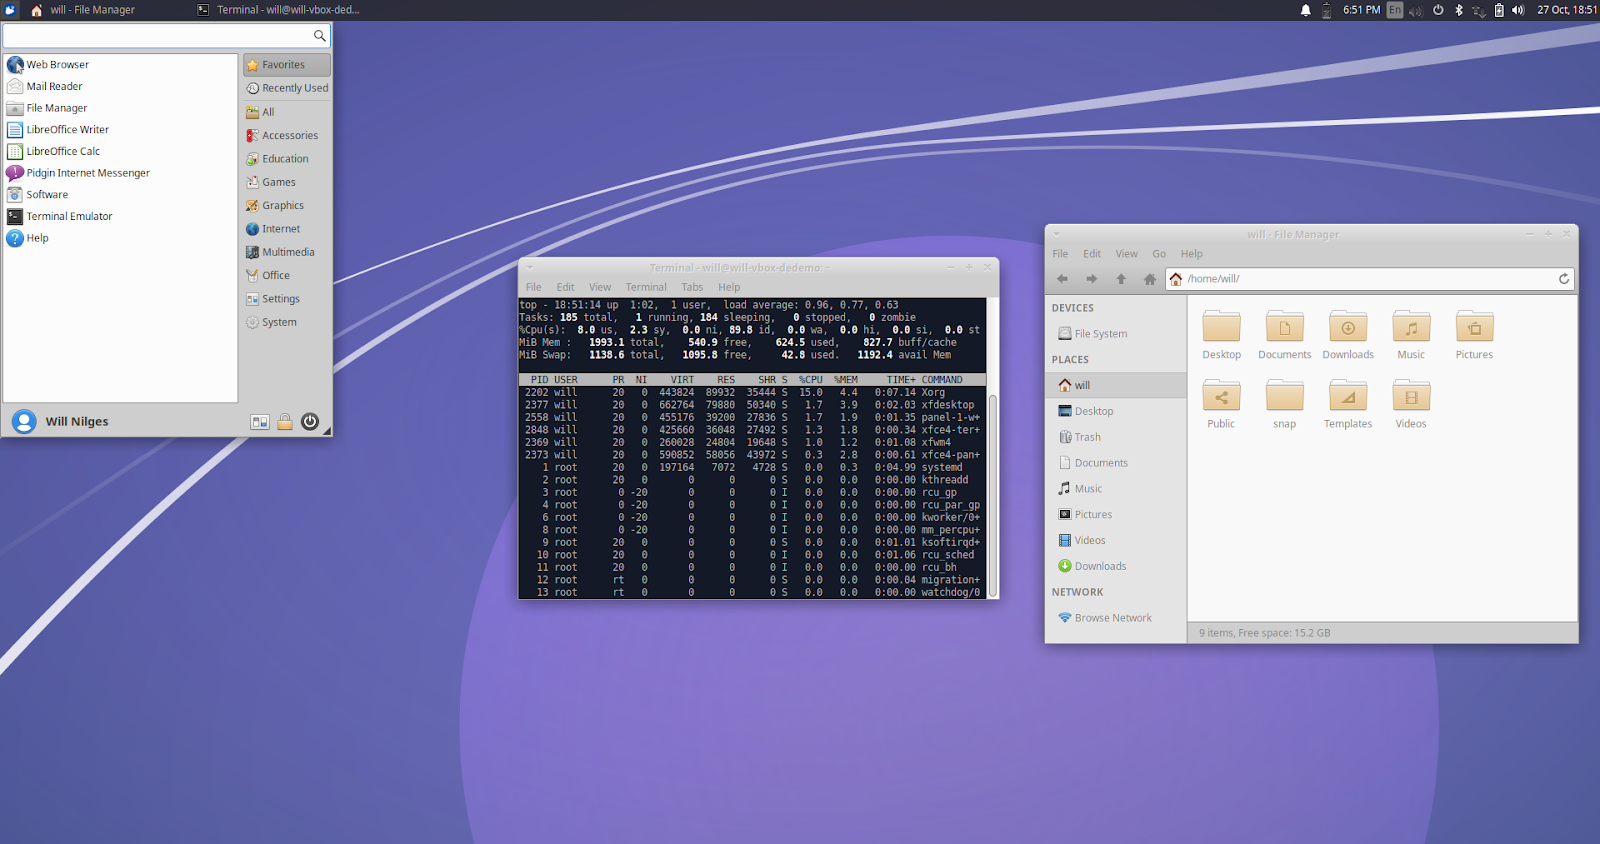 will - File Manager
Terminal - will@will-vbox-ded...
6:51 PM
En
27 Oct, 18:51
Web Browser
Mail Reader
File Manager
LibreOffice Writer
LibreOffice Calc
Pidgin Internet Messenger
Software
Terminal Emulator
Help
Favorites
Recently Used
All
Accessories
Education
Games
Graphics
Internet
Multimedia
Office
Settings
System
Will Nilges
Terminal - will@will-vbox-dedemo: ~
File Edit View Terminal Tabs Help
top - 18:51:14 up  1:02,  1 user,  load average: 0.96, 0.77, 0.63
Tasks: 185 total,   1 running, 184 sleeping,   0 stopped,   0 zombie
%Cpu(s):  8.0 us,  2.3 sy,  0.0 ni, 89.8 id,  0.0 wa,  0.0 hi,  0.0 si,  0.0 st
MiB Mem :   1993.1 total,    540.9 free,    624.5 used,    827.7 buff/cache
MiB Swap:   1138.6 total,   1095.8 free,     42.8 used.   1192.4 avail Mem
PID USER PR NI VIRT RES SHR S %CPU %MEM TIME+ COMMAND
2202 will 20 0 443824 89932 35444 S 15.0 4.4 0:07.14 Xorg
2377 will 20 0 662764 79880 50340 S 1.7 3.9 0:02.03 xfdesktop
2558 will 20 0 455176 39200 27836 S 1.7 1.9 0:01.35 panel-1-w+
2848 will 20 0 425660 36048 27492 S 1.3 1.8 0:00.34 xfce4-ter+
2369 will 20 0 260028 24804 19648 S 1.0 1.2 0:01.08 xfwm4
2373 will 20 0 590852 58056 43972 S 0.3 2.8 0:00.61 xfce4-pan+
1 root 20 0 197164 7072 4728 S 0.0 0.3 0:04.99 systemd
2 root 20 0 0 0 0 S 0.0 0.0 0:00.00 kthreadd
3 root 0 -20 0 0 0 I 0.0 0.0 0:00.00 rcu_gp
4 root 0 -20 0 0 0 I 0.0 0.0 0:00.00 rcu_par_gp
6 root 0 -20 0 0 0 I 0.0 0.0 0:00.00 kworker/0+
8 root 0 -20 0 0 0 I 0.0 0.0 0:00.00 mm_percpu+
9 root 20 0 0 0 0 S 0.0 0.0 0:01.01 ksoftirqd+
10 root 20 0 0 0 0 I 0.0 0.0 0:01.06 rcu_sched
11 root 20 0 0 0 0 I 0.0 0.0 0:00.00 rcu_bh
12 root rt 0 0 0 0 S 0.0 0.0 0:00.04 migration+
13 root rt 0 0 0 0 S 0.0 0.0 0:00.00 watchdog/0
will - File Manager
File Edit View Go Help
/home/will/
DEVICES
File System
PLACES
will
Desktop
Trash
Documents
Music
Pictures
Videos
Downloads
NETWORK
Browse Network
Desktop Documents Downloads Music Pictures
Public snap Templates Videos
9 items, Free space: 15.2 GB